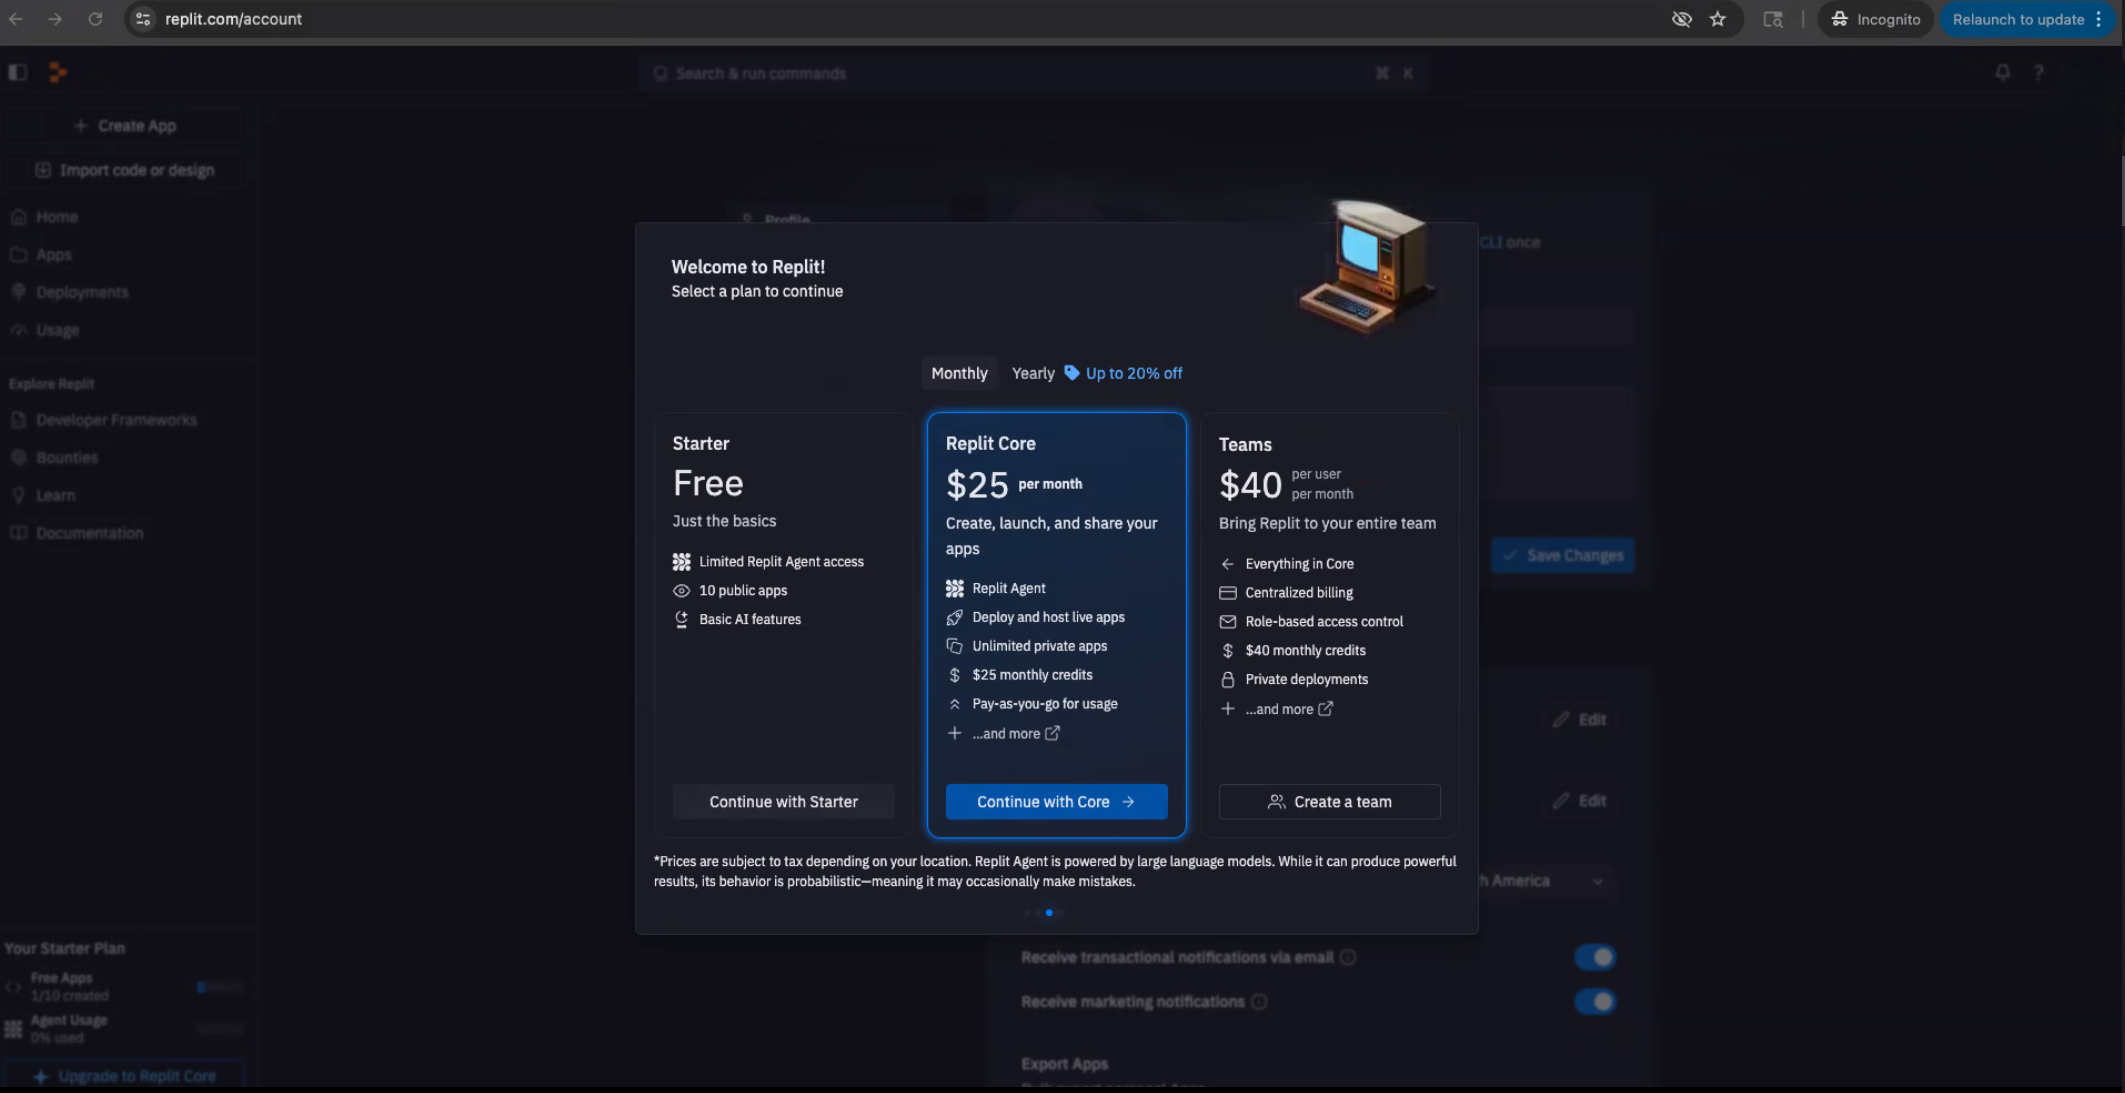 replit.com/account
Incognito
Relaunch to update
Search & run commands
⌘ K
Create App
Import code or design
Home
Apps
Deployments
Usage
Explore Replit
Developer Frameworks
Bounties
Learn
Documentation
Profile
CLI once
Welcome to Replit!
Select a plan to continue
Monthly
Yearly
Up to 20% off
Starter
Free
Just the basics
Limited Replit Agent access
10 public apps
Basic AI features
Continue with Starter
Replit Core
$25 per month
Create, launch, and share your
apps
Replit Agent
Deploy and host live apps
Unlimited private apps
$25 monthly credits
Pay-as-you-go for usage
...and more
Continue with Core
Teams
$40 per user
per month
Bring Replit to your entire team
Everything in Core
Centralized billing
Role-based access control
$40 monthly credits
Private deployments
...and more
Create a team
*Prices are subject to tax depending on your location. Replit Agent is powered by large language models. While it can produce powerful
results, its behavior is probabilistic—meaning it may occasionally make mistakes.
Save Changes
Edit
Edit
America
Receive transactional notifications via email
Receive marketing notifications
Export Apps
Your Starter Plan
Free Apps
1/10 created
Agent Usage
0% used
Upgrade to Replit Core